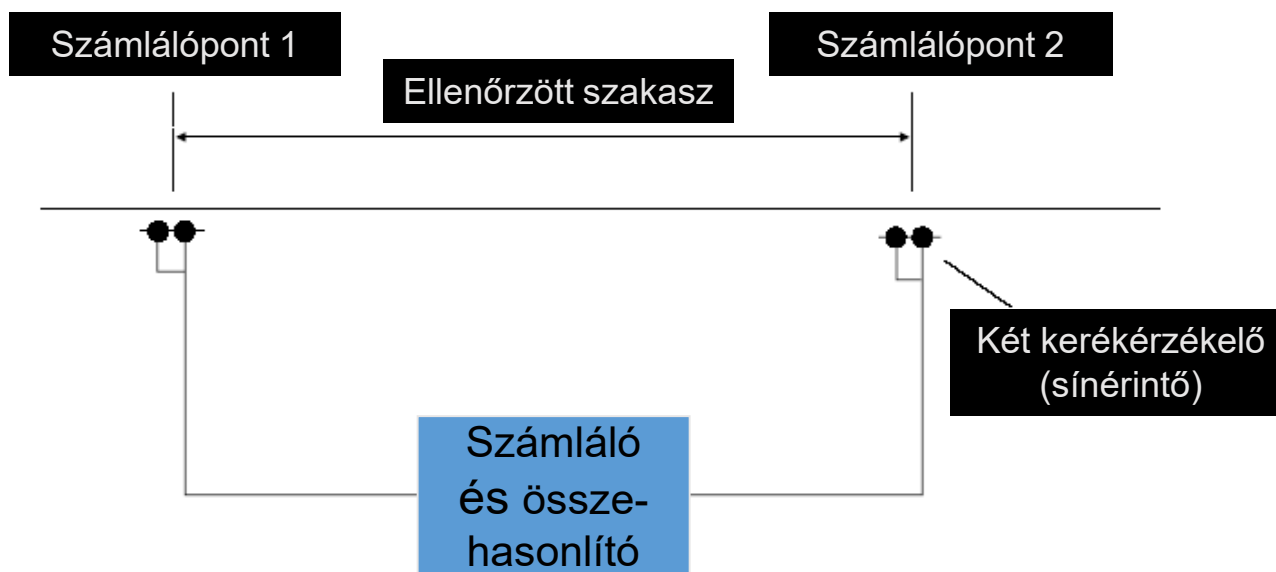 Számlálópont 1
Számlálópont 2
Ellenőrzött szakasz
Két kerékérzékelő
(sínérintő)
Számláló
és össze-
hasonlító